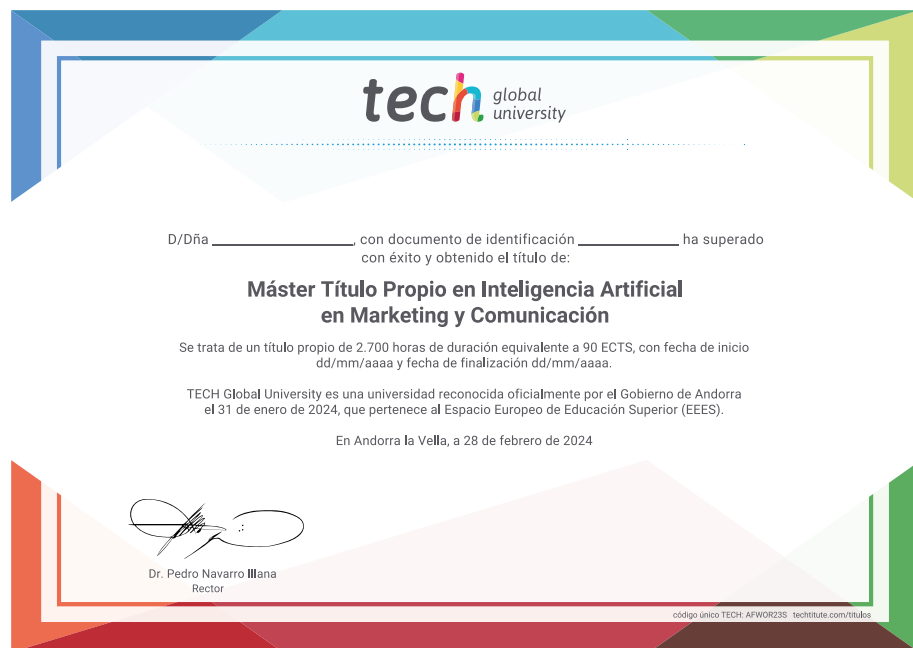 tech global university
D/Dña ____________, con documento de identificación ____________ ha superado
con éxito y obtenido el título de:
Máster Título Propio en Inteligencia Artificial
en Marketing y Comunicación
Se trata de un título propio de 2.700 horas de duración equivalente a 90 ECTS, con fecha de inicio
dd/mm/aaaa y fecha de finalización dd/mm/aaaa.
TECH Global University es una universidad reconocida oficialmente por el Gobierno de Andorra
el 31 de enero de 2024, que pertenece al Espacio Europeo de Educación Superior (EEES).
En Andorra la Vella, a 28 de febrero de 2024
Dr. Pedro Navarro Illana
Rector
código único TECH: AFWOR23S techtitute.com/titulos